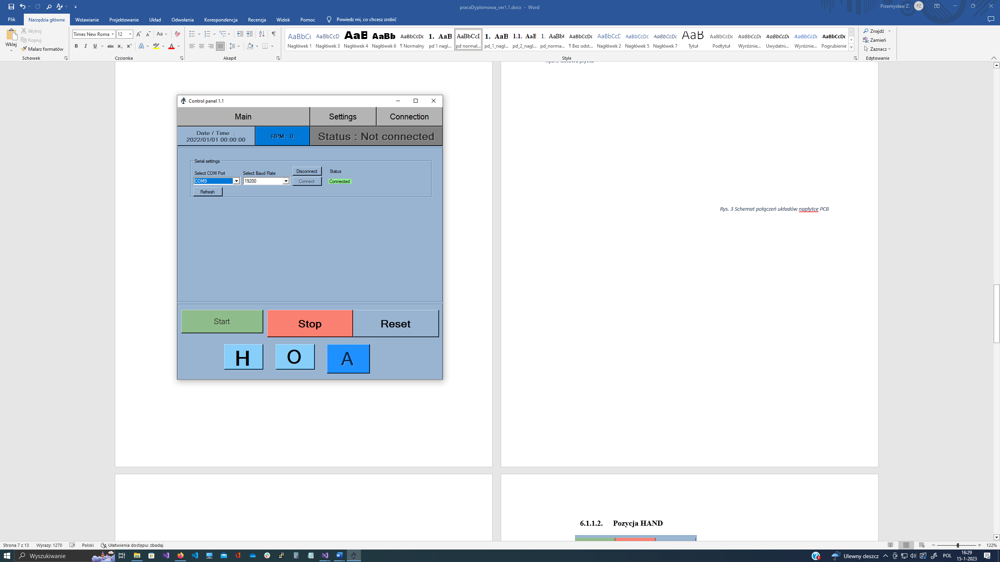 pracaDyplomowa_ver1.1.docx - Word
Przemysław Z.
PZ
Plik
Narzędzia główne
Wstawianie
Projektowanie
Układ
Odwołania
Korespondencja
Recenzja
Widok
Pomoc
Powiedz mi, co chcesz zrobić
Wklej
Wytnij
Kopiuj
Malarz formatów
Schowek
Times New Roma
12
Czcionka
Akapit
AaBbCc Nagłówek 1
AaBbCcD Nagłówek 3
AaB Nagłówek 4
AaBb Nagłówek 6
AaBbCcDc ¶ Normalny
1. AaB pd 1 nagl...
AaBbCcI pd normal...
1. AaB pd_1_nagl...
1.1. AaB pd_2_nagl...
1. AaBb( pd_norma...
AaBbCcDc ¶ Bez odst...
AaBbCcD Nagłówek 2
AaBbCcDc Nagłówek 5
AaBbCcDc Nagłówek 7
AaB Tytuł
AaBbCcDc Podtytuł
AaBbCcDc Wyróżnie...
AaBbCcDc Uwydatni...
AaBbCcDc Wyróżnie...
AaBbCcDc Pogrubienie
Style
Znajdź
Zamień
Zaznacz
Edytowanie
Control panel 1.1
Main
Settings
Connection
Date / Time :
2022/01/01 00:00:00
RPM : 0
Status : Not connected
Serial settings
Select COM Port
Select Baud Rate
Disconnect
Status
COM9
19200
Connect
Connected
Refresh
Start
Stop
Reset
H
O
A
Rys. 3 Schemat połączeń układów napłytce PCB
6.1.1.2. Pozycja HAND
Strona 7 z 13
Wyrazy: 1270
Polski
Ułatwienia dostępu: zbadaj
122%
Wyszukiwanie
Ulewny deszcz
POL
16:29
15-1-2023